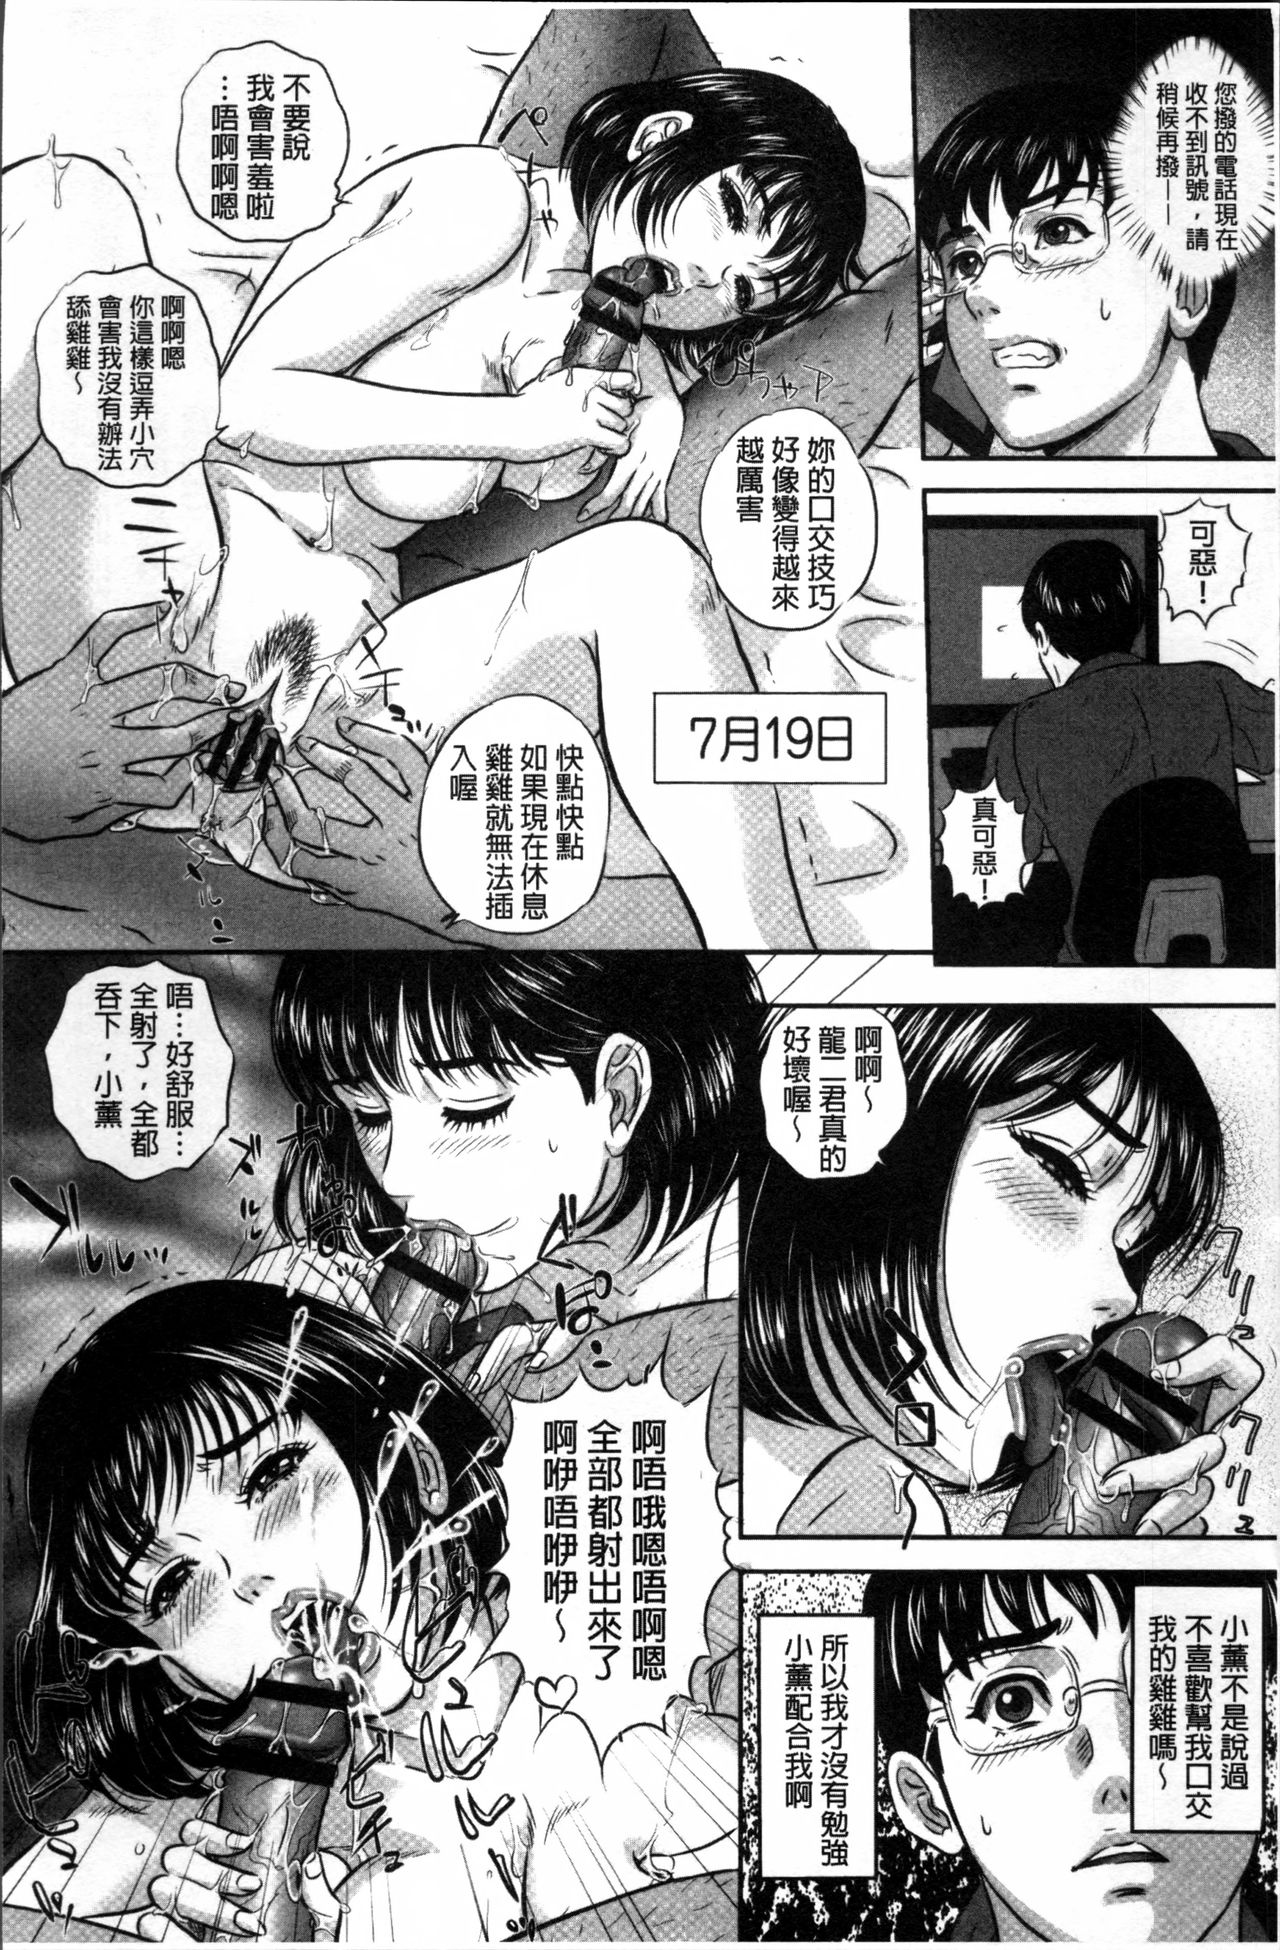 您撥的電話現在
收不到訊號，請
稍候再撥——
可惡！
真可惡！
不要說
我會害羞啦
…唔啊啊嗯
啊啊嗯
你這樣逗弄小穴
會害我沒有辦法
舔雞雞～
妳的口交技巧
好像變得越來
越厲害
7月19日
快點快點
如果現在休息
雞雞就無法插
入喔
啊啊～
龍二君真的
好壞喔～
唔…好舒服…
全射了，全都
吞下，小薰
啊唔哦嗯唔啊嗯
全部都射出來了
啊咿唔咿咿～
小薰不是說過
不喜歡幫我口交
我的雞雞嗎～
所以我才沒有勉強
小薰配合我啊